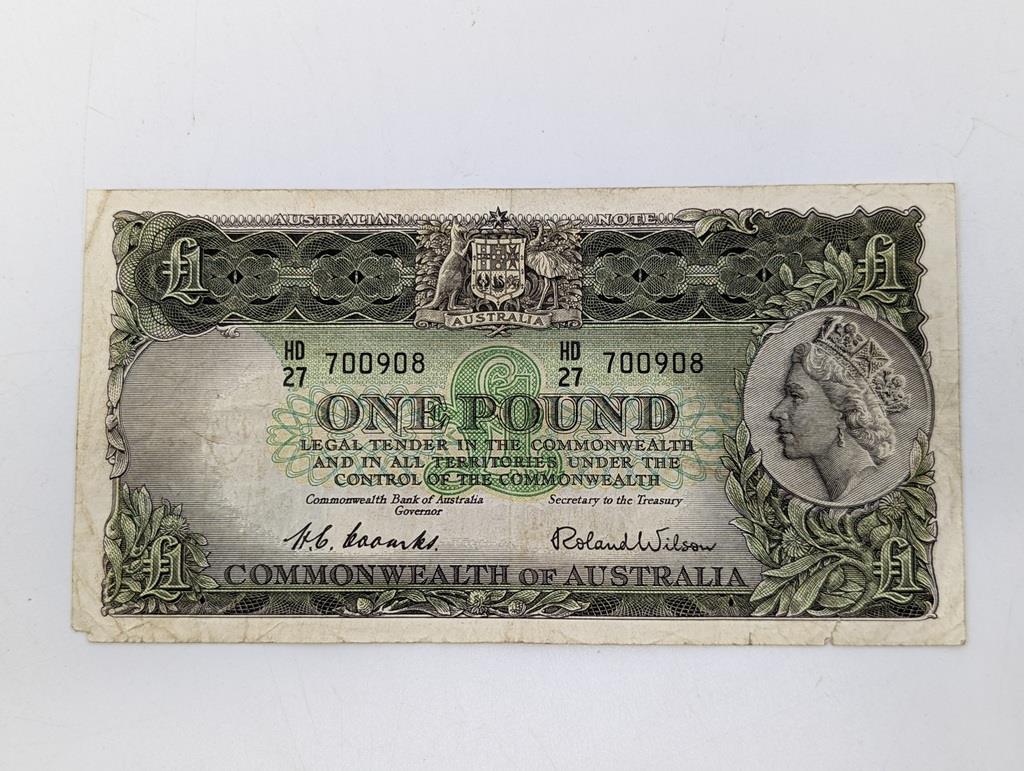 AUSTRALIAN NOTE
£1 £1
AUSTRALIA
HD 27 700908 HD 27 700908
ONE POUND
LEGAL TENDER IN THE COMMONWEALTH
AND IN ALL TERRITORIES UNDER THE
CONTROL OF THE COMMONWEALTH
Commonwealth Bank of Australia Secretary to the Treasury
Governor
H.C. Coombs. Roland Wilson
£1 £1
COMMONWEALTH OF AUSTRALIA